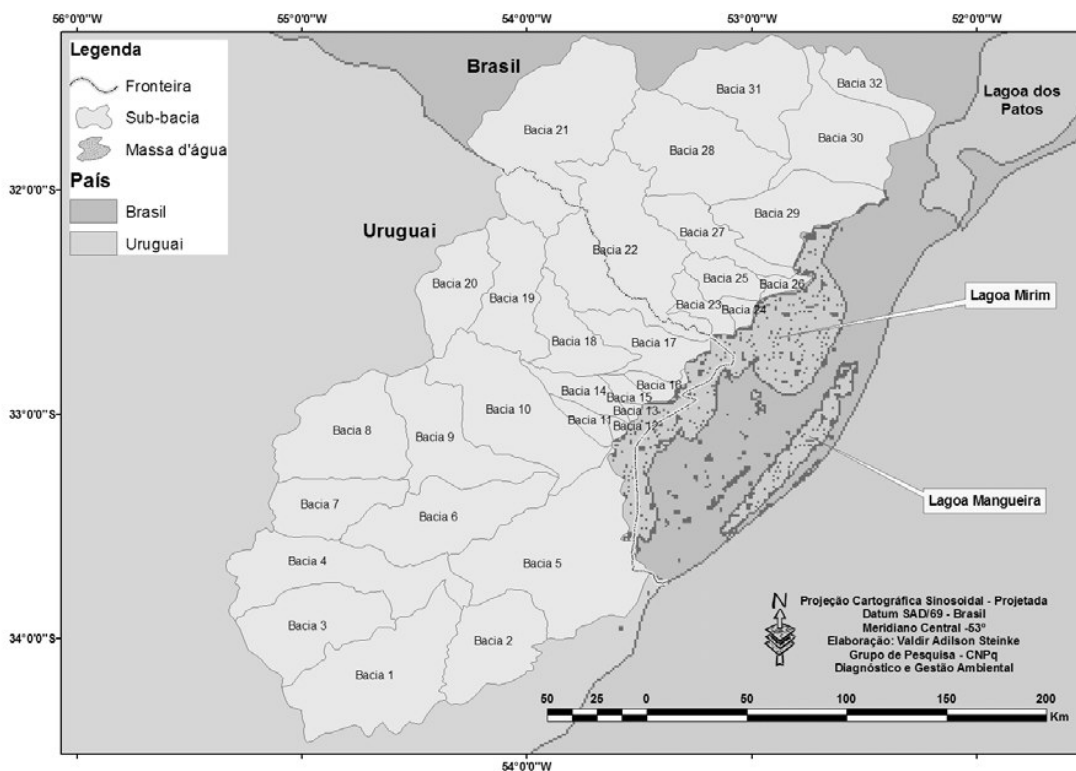 56°0'0"W
55°0'0"W
54°0'0"W
53°0'0"W
52°0'0"W
Legenda
Fronteira
Sub-bacia
Massa d'água
País
Brasil
Uruguai
Brasil
Uruguai
Lagoa dos
Patos
32°0'0"S
33°0'0"S
34°0'0"S
Bacia 21
Bacia 31
Bacia 32
Bacia 30
Bacia 28
Bacia 29
Bacia 27
Bacia 22
Bacia 25
Bacia 26
Bacia 23
Bacia 24
Bacia 20
Bacia 19
Bacia 18
Bacia 17
Bacia 16
Bacia 14
Bacia 15
Bacia 13
Bacia 11
Bacia 12
Bacia 10
Bacia 8
Bacia 9
Bacia 7
Bacia 6
Bacia 4
Bacia 5
Bacia 3
Bacia 2
Bacia 1
Lagoa Mirim
Lagoa Mangueira
N
Projeção Cartográfica Sinosoidal - Projetada
Datum SAD/69 - Brasil
Meridiano Central -53º
Elaboração: Valdir Adilson Steinke
Grupo de Pesquisa - CNPq
Diagnóstico e Gestão Ambiental
50 25 0 50 100 150 200
Km
54°0'0"W